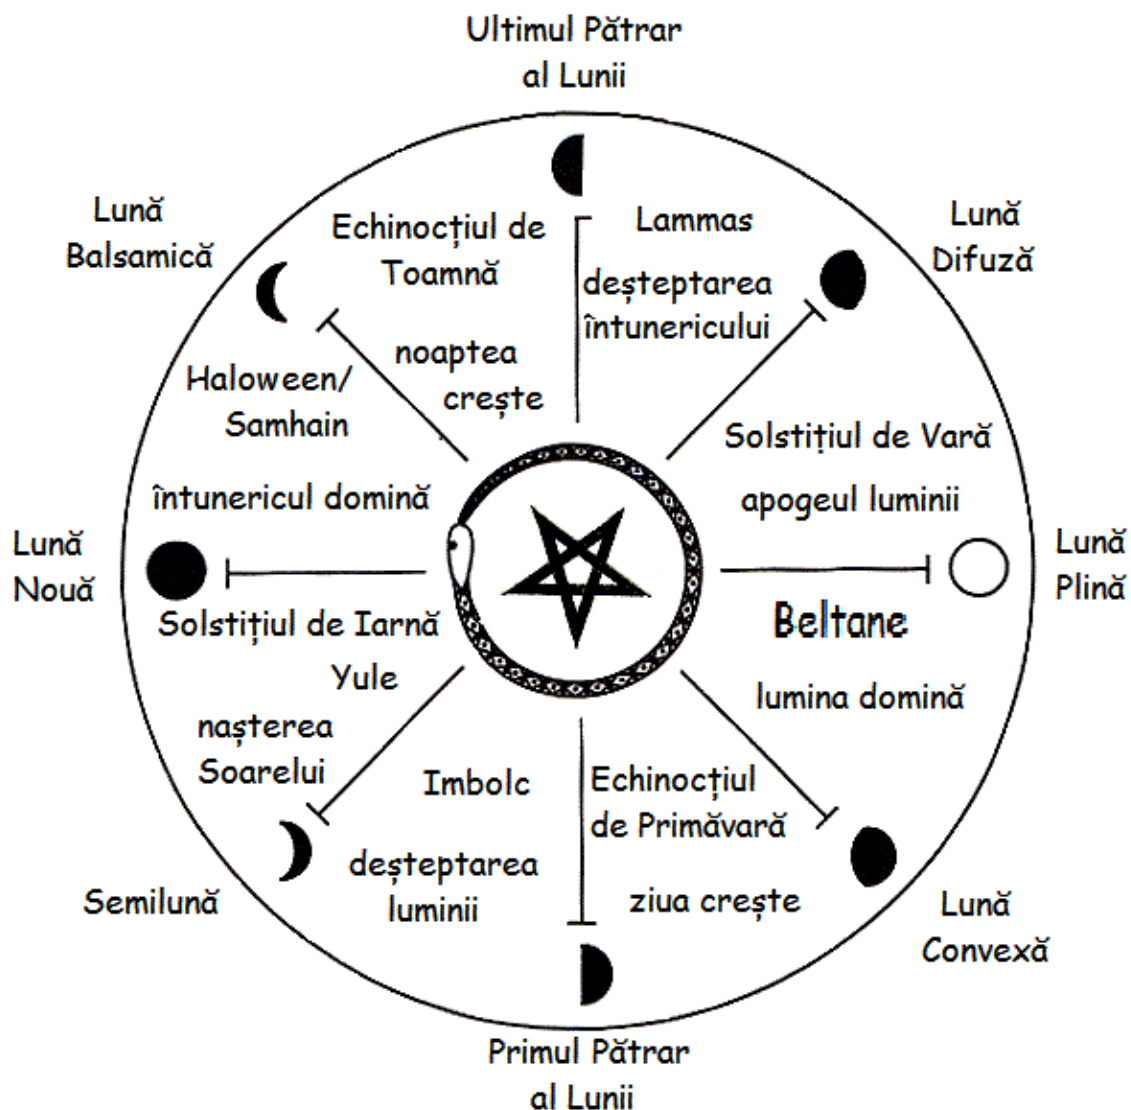 Ultimul Pătrar
al Lunii
Lună
Balsamică
Echinocțiul de
Toamnă
noaptea
crește
Lammas
deșteptarea
întunericului
Lună
Difuză
Haloween/
Samhain
întunericul domină
Solstițiul de Vară
apogeul luminii
Lună
Nouă
Lună
Plină
Solstițiul de Iarnă
Yule
nașterea
Soarelui
Beltane
lumina domină
Imbolc
deșteptarea
luminii
Echinocțiul
de Primăvară
ziua crește
Semilună
Lună
Convexă
Primul Pătrar
al Lunii